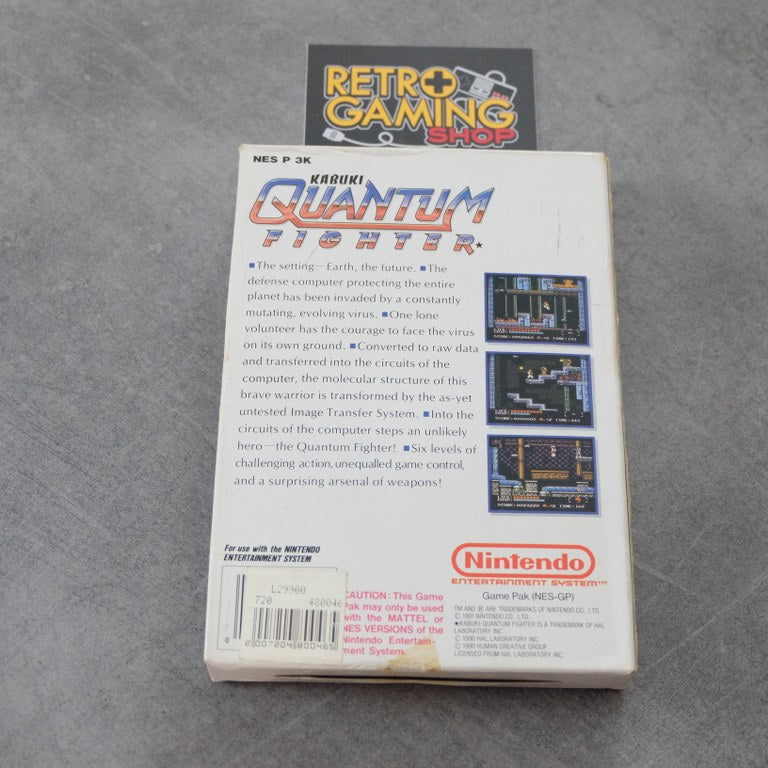 RETRO
GAMING
SHOP
NES P 3K
KABUKI
QUANTUM
FIGHTER★
■The setting—Earth, the future. ■The
defense computer protecting the entire
planet has been invaded by a constantly
mutating, evolving virus. ■One lone
volunteer has the courage to face the virus
on its own ground. ■Converted to raw data
and transferred into the circuits of the
computer, the molecular structure of this
brave warrior is transformed by the as-yet
untested Image Transfer System. ■Into the
circuits of the computer steps an unlikely
hero—the Quantum Fighter! ■Six levels of
challenging action, unequalled game control,
and a surprising arsenal of weapons!
For use with the NINTENDO
ENTERTAINMENT SYSTEM
L29900
720 480046
2 007204 800465
0
CAUTION: This Game
Pak may only be used
with the MATTEL or
NES VERSIONS of the
Nintendo Entertain-
ment System.
Nintendo
ENTERTAINMENT SYSTEM™
Game Pak (NES-GP)
TM AND ® ARE TRADEMARKS OF NINTENDO CO., LTD.
© 1991 NINTENDO CO., LTD.
★KABUKI-QUANTUM FIGHTER IS A TRADEMARK OF HAL
LABORATORY INC.
© 1990 HAL LABORATORY INC.
© 1990 HUMAN CREATIVE GROUP
LICENSED FROM HAL LABORATORY INC.